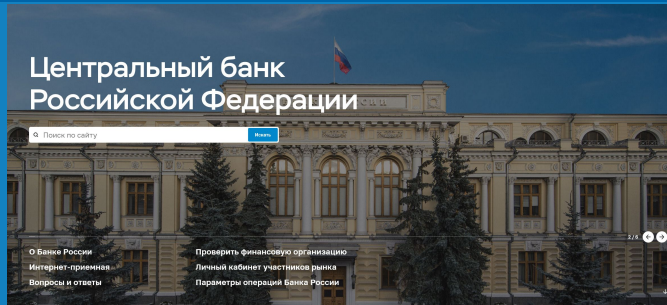 Центральный банк
Российской Федерации
Поиск по сайту
Искать
2/6
О Банке России
Проверить финансовую организацию
Интернет-приемная
Личный кабинет участников рынка
Вопросы и ответы
Параметры операций Банка России